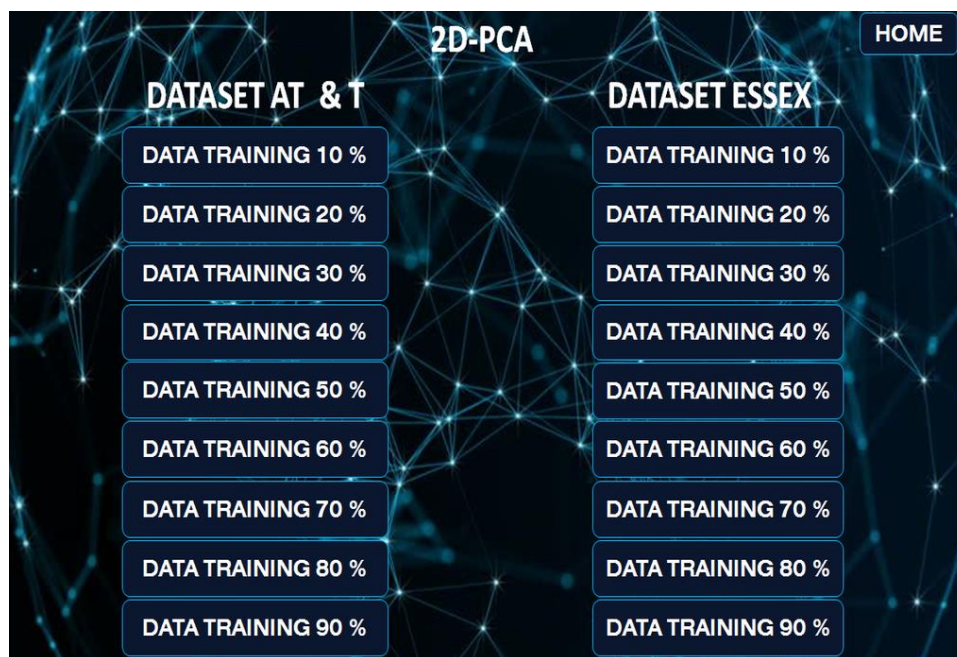 2D-PCA
HOME
DATASET AT & T
DATA TRAINING 10 %
DATA TRAINING 20 %
DATA TRAINING 30 %
DATA TRAINING 40 %
DATA TRAINING 50 %
DATA TRAINING 60 %
DATA TRAINING 70 %
DATA TRAINING 80 %
DATA TRAINING 90 %
DATASET ESSEX
DATA TRAINING 10 %
DATA TRAINING 20 %
DATA TRAINING 30 %
DATA TRAINING 40 %
DATA TRAINING 50 %
DATA TRAINING 60 %
DATA TRAINING 70 %
DATA TRAINING 80 %
DATA TRAINING 90 %